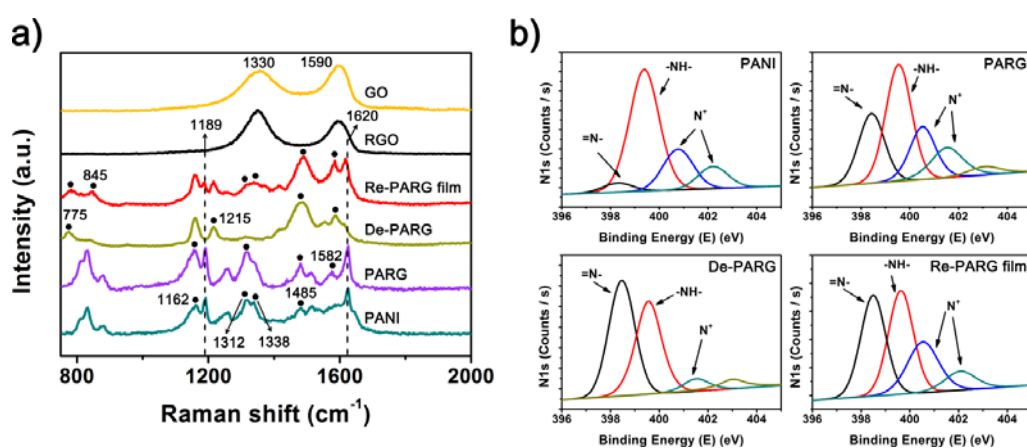 a)
1330
1590
GO
1189
1620
RGO
845
Re-PARG film
775
1215
De-PARG
1582
PARG
1162
1485
PANI
1312
1338
Intensity (a.u.)
800
1200
1600
2000
Raman shift (cm⁻¹)
b)
PANI
-NH-
=N-
N⁺
N1s (Counts / s)
396 398 400 402 404
Binding Energy (E) (eV)
PARG
-NH-
=N-
N⁺
N1s (Counts / s)
396 398 400 402 404
Binding Energy (E) (eV)
De-PARG
=N-
-NH-
N⁺
N1s (Counts / s)
396 398 400 402 404
Binding Energy (E) (eV)
Re-PARG film
-NH-
=N-
N⁺
N1s (Counts / s)
396 398 400 402 404
Binding Energy (E) (eV)